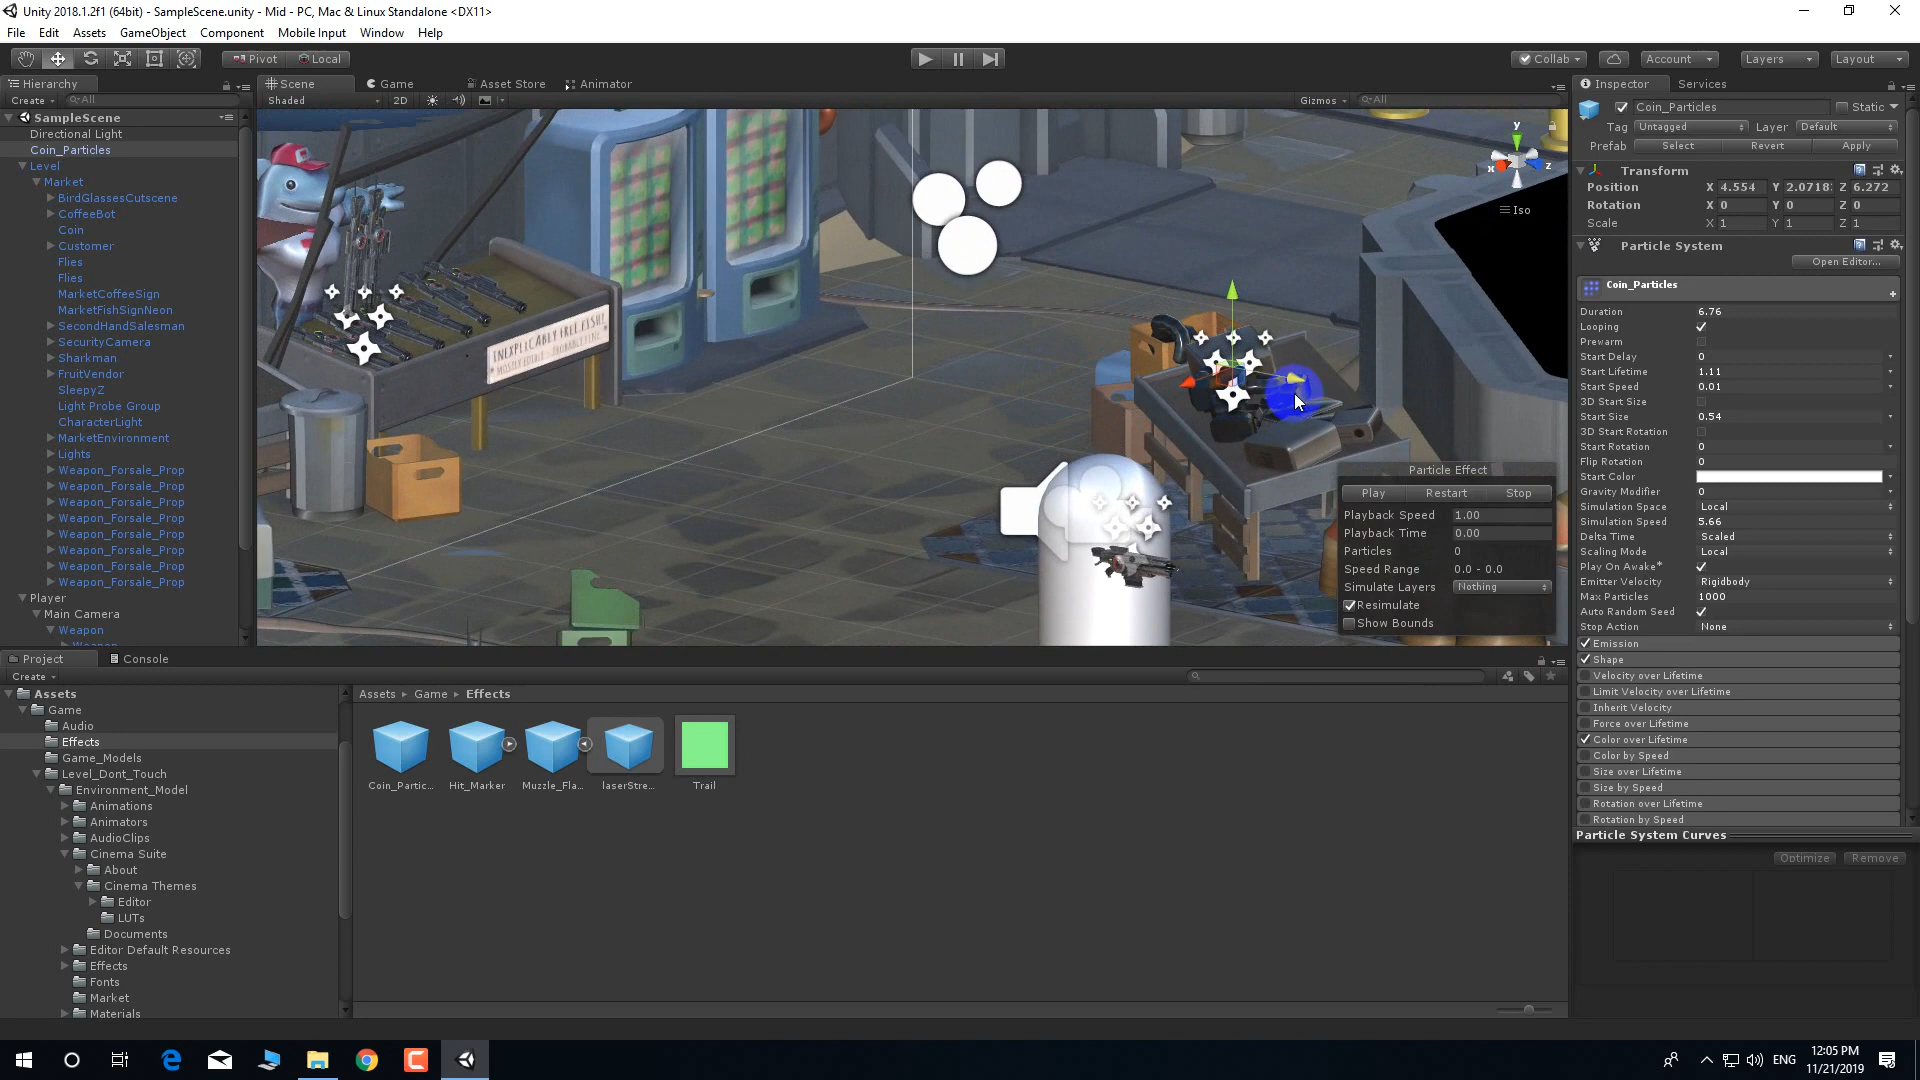 Unity 2018.1.2f1 (64bit) - SampleScene.unity - Mid - PC, Mac & Linux Standalone <DX11>
File Edit Assets GameObject Component Mobile Input Window Help
Pivot Local Collab Account Layers Layout
Hierarchy
Create All
SampleScene
Directional Light
Coin_Particles
Level
Market
BirdGlassesCutscene
CoffeeBot
Coin
Customer
Flies
Flies
MarketCoffeeSign
MarketFishSignNeon
SecondHandSalesman
SecurityCamera
Sharkman
FruitVendor
SleepyZ
Light Probe Group
CharacterLight
MarketEnvironment
Lights
Weapon_Forsale_Prop
Weapon_Forsale_Prop
Weapon_Forsale_Prop
Weapon_Forsale_Prop
Weapon_Forsale_Prop
Weapon_Forsale_Prop
Weapon_Forsale_Prop
Weapon_Forsale_Prop
Player
Main Camera
Weapon
Scene Game Asset Store Animator
Shaded 2D Gizmos All
y
x z
Iso
INEXPLICABLY FREE FISH!
Particle Effect
Play Restart Stop
Playback Speed 1.00
Playback Time 0.00
Particles 0
Speed Range 0.0 - 0.0
Simulate Layers Nothing
Resimulate
Show Bounds
Inspector Services
Coin_Particles Static
Tag Untagged Layer Default
Prefab Select Revert Apply
Transform
Position X 4.554 Y 2.0718 Z 6.272
Rotation X 0 Y 0 Z 0
Scale X 1 Y 1 Z 1
Particle System
Open Editor...
Coin_Particles
Duration 6.76
Looping
Prewarm
Start Delay 0
Start Lifetime 1.11
Start Speed 0.01
3D Start Size
Start Size 0.54
3D Start Rotation
Start Rotation 0
Flip Rotation 0
Start Color
Gravity Modifier 0
Simulation Space Local
Simulation Speed 5.66
Delta Time Scaled
Scaling Mode Local
Play On Awake*
Emitter Velocity Rigidbody
Max Particles 1000
Auto Random Seed
Stop Action None
Emission
Shape
Velocity over Lifetime
Limit Velocity over Lifetime
Inherit Velocity
Force over Lifetime
Color over Lifetime
Color by Speed
Size over Lifetime
Size by Speed
Rotation over Lifetime
Rotation by Speed
Particle System Curves
Optimize Remove
Project Console
Create
Assets
Game
Audio
Effects
Game_Models
Level_Dont_Touch
Environment_Model
Animations
Animators
AudioClips
Cinema Suite
About
Cinema Themes
Editor
LUTs
Documents
Editor Default Resources
Effects
Fonts
Market
Materials
Assets Game Effects
Coin_Partic... Hit_Marker Muzzle_Fla... laserStre... Trail
ENG
12:05 PM
11/21/2019